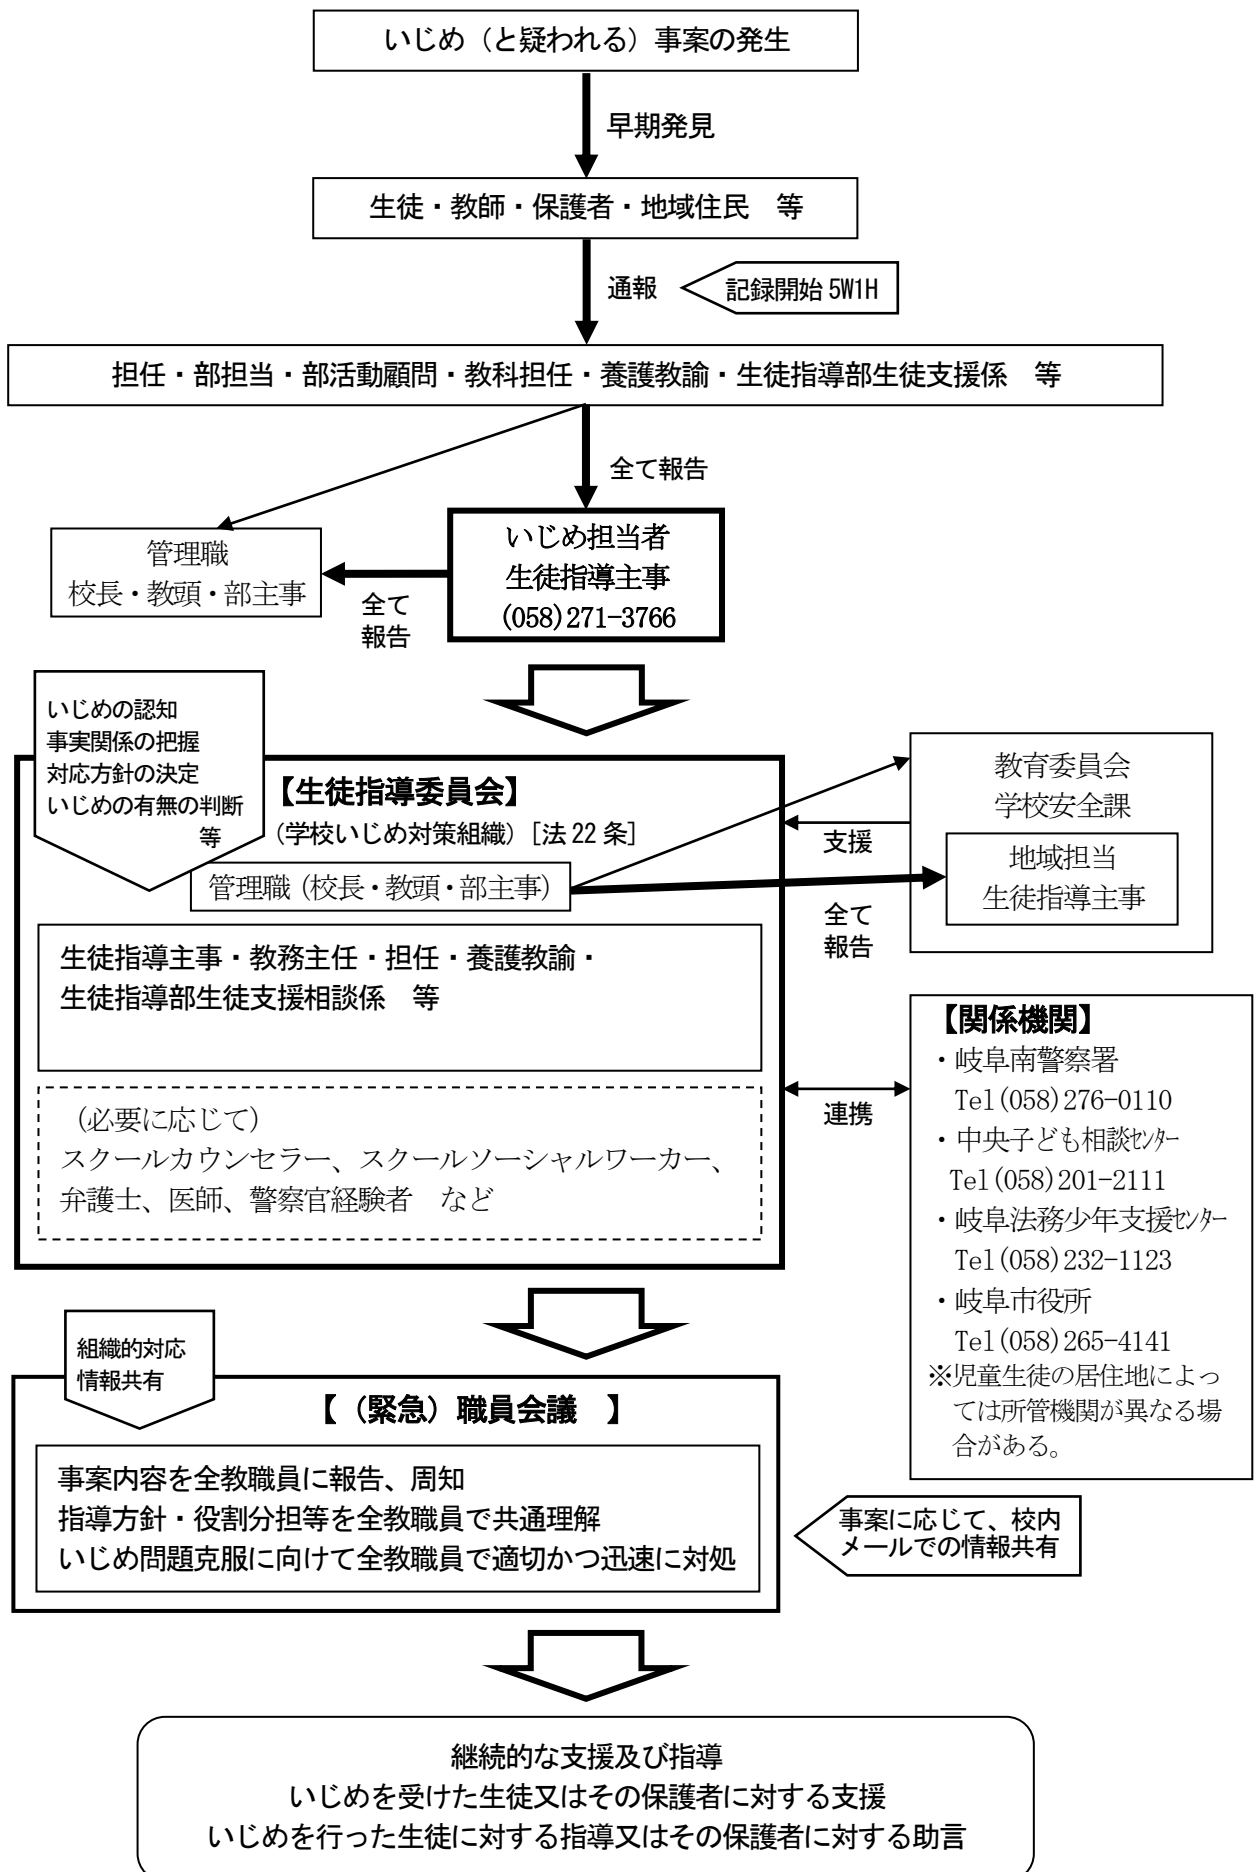 いじめ（と疑われる）事案の発生
早期発見
生徒・教師・保護者・地域住民　等
通報
記録開始 5W1H
担任・部担当・部活動顧問・教科担任・養護教諭・生徒指導部生徒支援係　等
全て報告
管理職
校長・教頭・部主事
いじめ担当者
生徒指導主事
(058)271-3766
全て
報告
いじめの認知
事実関係の把握
対応方針の決定
いじめの有無の判断
等
【生徒指導委員会】
（学校いじめ対策組織）［法 22 条］
管理職（校長・教頭・部主事）
生徒指導主事・教務主任・担任・養護教諭・
生徒指導部生徒支援相談係　等
（必要に応じて）
スクールカウンセラー、スクールソーシャルワーカー、
弁護士、医師、警察官経験者　など
教育委員会
学校安全課
地域担当
生徒指導主事
支援
全て
報告
連携
【関係機関】
・岐阜南警察署
Tel(058)276-0110
・中央子ども相談ｾﾝﾀｰ
Tel(058)201-2111
・岐阜法務少年支援ｾﾝﾀｰ
Tel(058)232-1123
・岐阜市役所
Tel(058)265-4141
※児童生徒の居住地によっ
ては所管機関が異なる場
合がある。
組織的対応
情報共有
【（緊急）職員会議　】
事案内容を全教職員に報告、周知
指導方針・役割分担等を全教職員で共通理解
いじめ問題克服に向けて全教職員で適切かつ迅速に対処
事案に応じて、校内
メールでの情報共有
継続的な支援及び指導
いじめを受けた生徒又はその保護者に対する支援
いじめを行った生徒に対する指導又はその保護者に対する助言